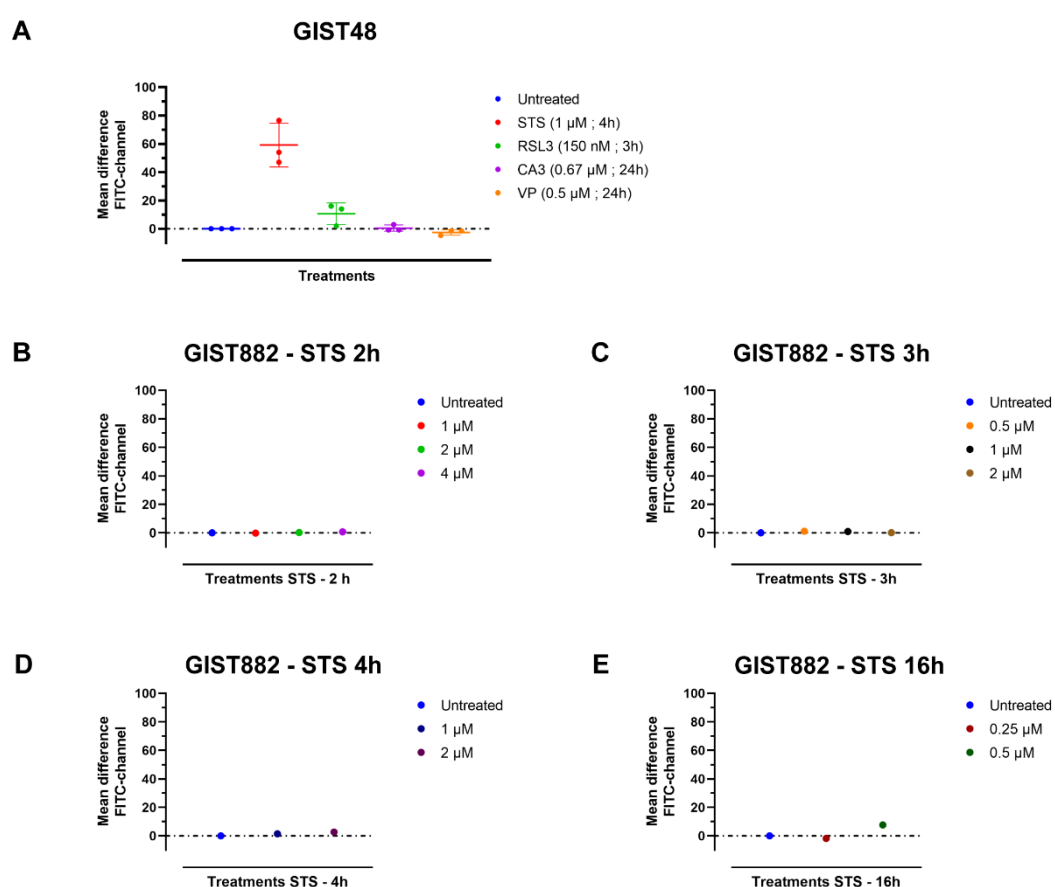 A
GIST48
Mean difference
FITC-channel
100
80
60
40
20
0
Untreated
STS (1 µM ; 4h)
RSL3 (150 nM ; 3h)
CA3 (0.67 µM ; 24h)
VP (0.5 µM ; 24h)
Treatments
B
GIST882 - STS 2h
Mean difference
FITC-channel
100
80
60
40
20
0
Untreated
1 µM
2 µM
4 µM
Treatments STS - 2 h
C
GIST882 - STS 3h
Mean difference
FITC-channel
100
80
60
40
20
0
Untreated
0.5 µM
1 µM
2 µM
Treatments STS - 3h
D
GIST882 - STS 4h
Mean difference
FITC-channel
100
80
60
40
20
0
Untreated
1 µM
2 µM
Treatments STS - 4h
E
GIST882 - STS 16h
Mean difference
FITC-channel
100
80
60
40
20
0
Untreated
0.25 µM
0.5 µM
Treatments STS - 16h